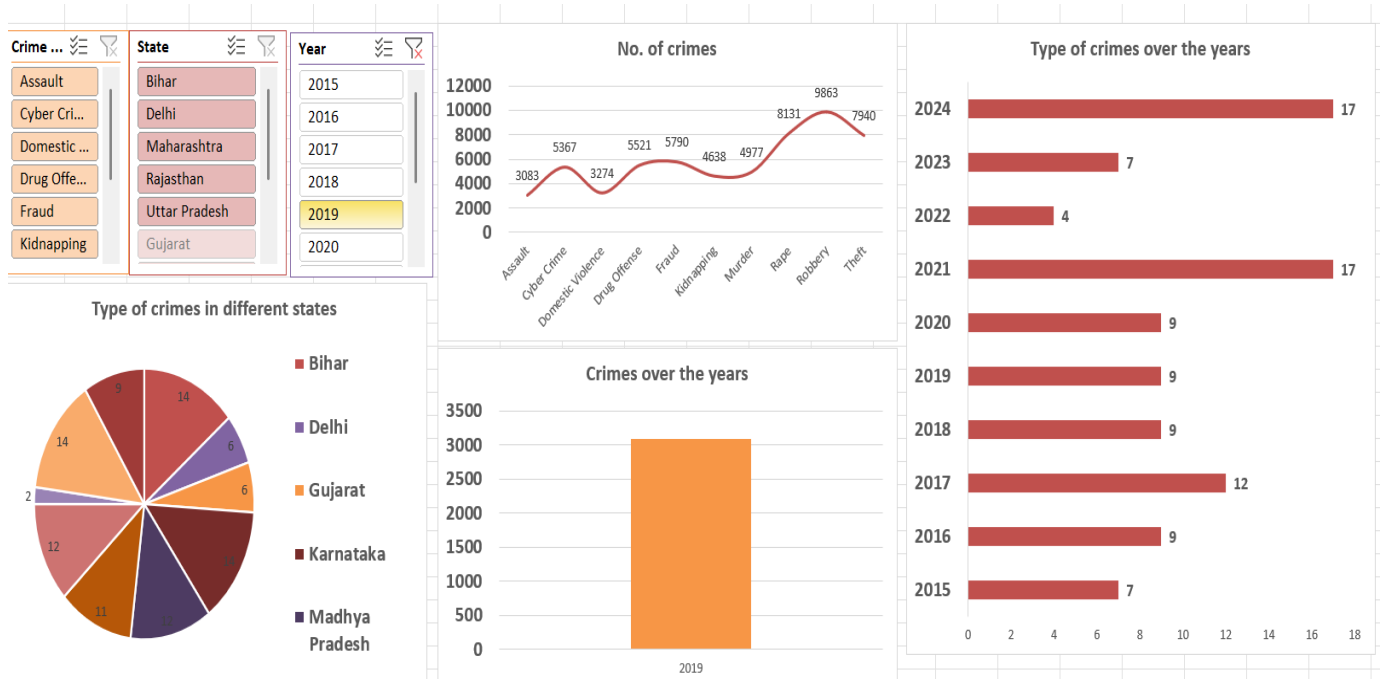 Crime ...
Assault
Cyber Cri...
Domestic ...
Drug Offe...
Fraud
Kidnapping
State
Bihar
Delhi
Maharashtra
Rajasthan
Uttar Pradesh
Gujarat
Year
2015
2016
2017
2018
2019
2020
No. of crimes
12000
10000
8000
6000
4000
2000
0
3083
5367
3274
5521
5790
4638
4977
8131
9863
7940
Assault
Cyber Crime
Domestic Violence
Drug Offense
Fraud
Kidnapping
Murder
Rape
Robbery
Theft
Type of crimes over the years
2024
17
2023
7
2022
4
2021
17
2020
9
2019
9
2018
9
2017
12
2016
9
2015
7
0 2 4 6 8 10 12 14 16 18
Type of crimes in different states
14
6
6
11
12
2
14
9
Bihar
Delhi
Gujarat
Karnataka
Madhya
Pradesh
Crimes over the years
3500
3000
2500
2000
1500
1000
500
0
2019